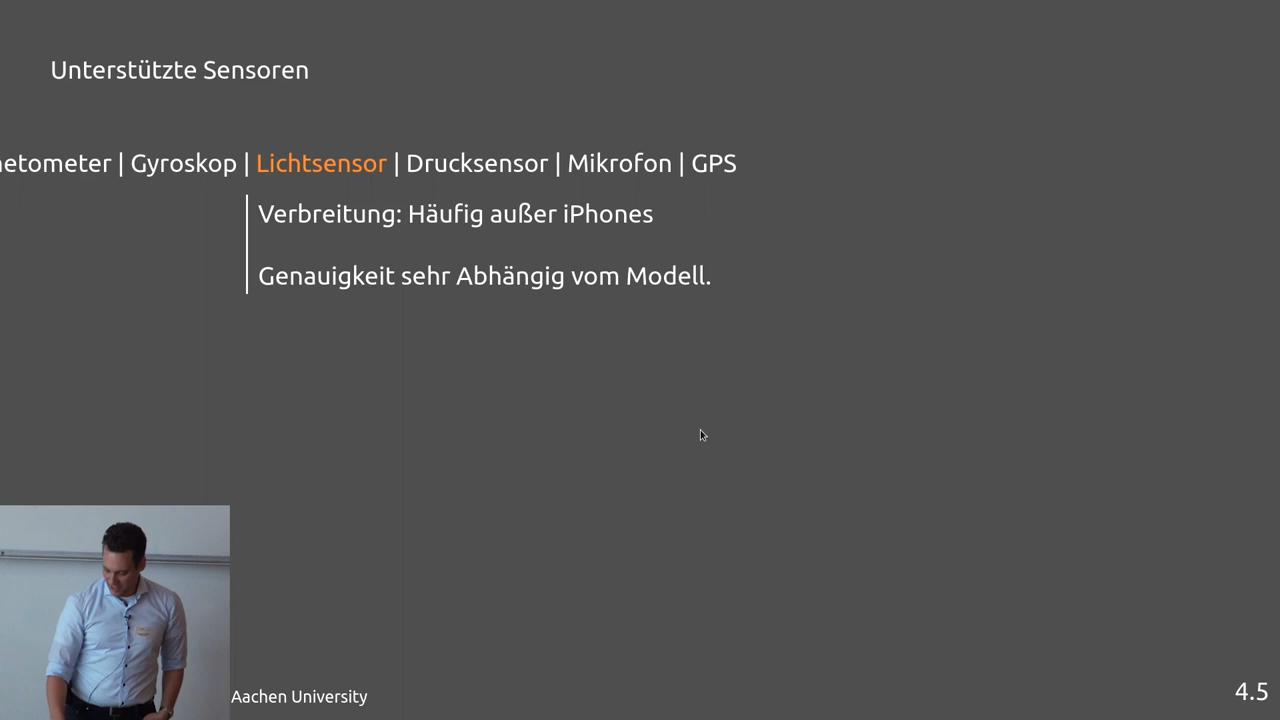 Unterstützte Sensoren
netometer | Gyroskop | Lichtsensor | Drucksensor | Mikrofon | GPS
Verbreitung: Häufig außer iPhones
Genauigkeit sehr Abhängig vom Modell.
Aachen University
4.5